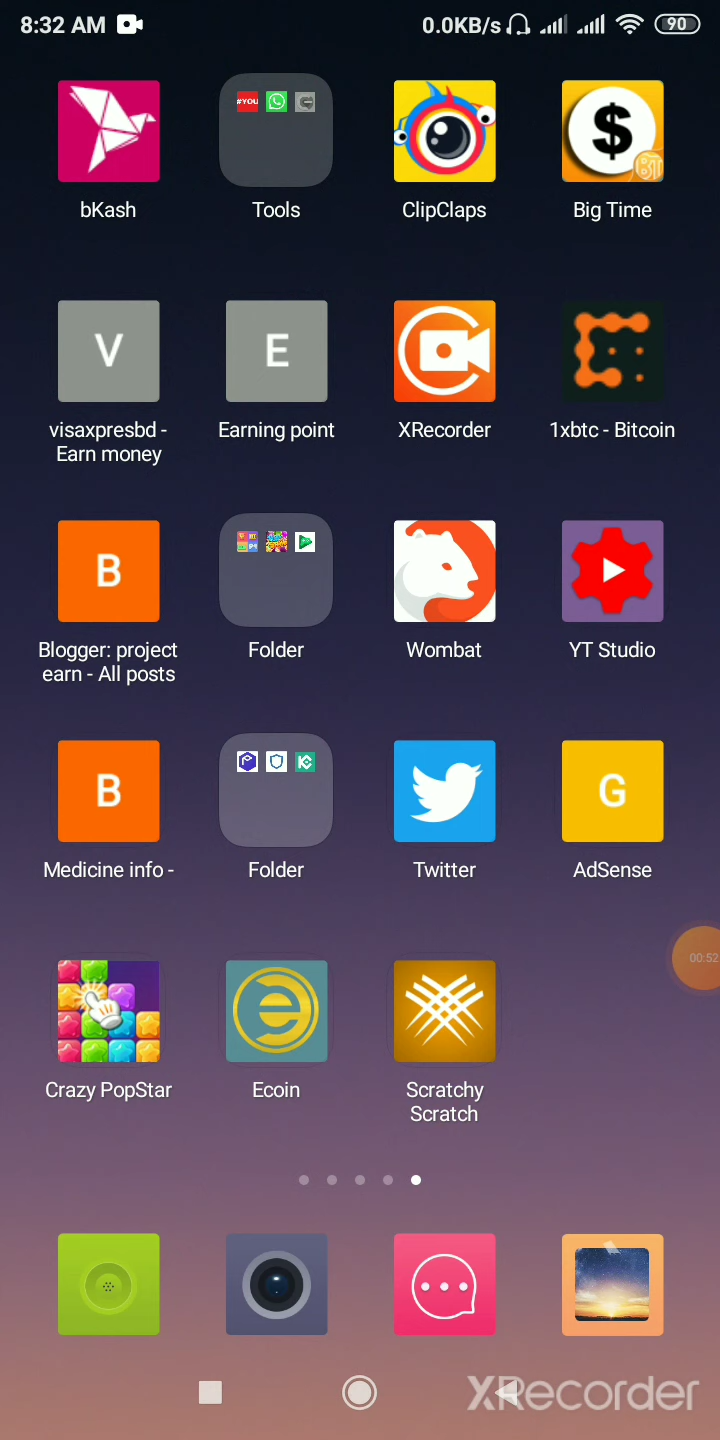 8:32 AM
0.0KB/s
90
#YOU
bKash
Tools
ClipClaps
Big Time
V
E
visaxpresbd -
Earn money
Earning point
XRecorder
1xbtc - Bitcoin
B
Blogger: project
earn - All posts
Folder
Wombat
YT Studio
B
G
Medicine info -
Folder
Twitter
AdSense
00:52
Crazy PopStar
Ecoin
Scratchy
Scratch
XRecorder